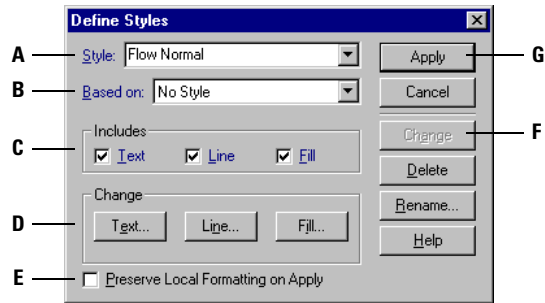 Define Styles
A
Style: Flow Normal
Apply
G
B
Based on: No Style
Cancel
Includes
C
Text Line Fill
Change
F
Delete
Change
D
Text... Line... Fill...
Rename...
Help
E
Preserve Local Formatting on Apply